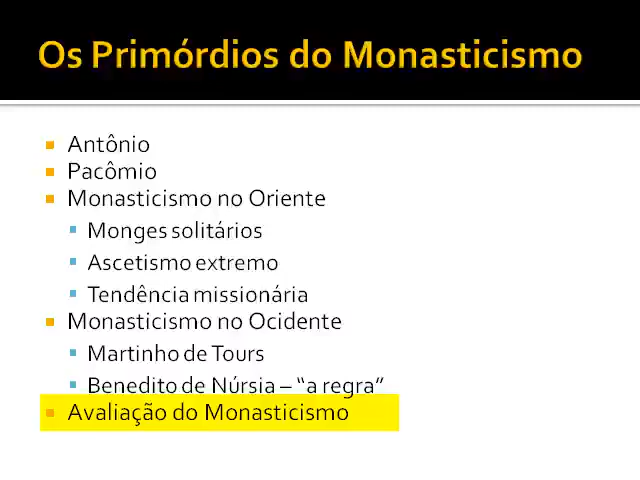 Os Primórdios do Monasticismo
Antônio
Pacômio
Monasticismo no Oriente
Monges solitários
Ascetismo extremo
Tendência missionária
Monasticismo no Ocidente
Martinho de Tours
Benedito de Núrsia – “a regra”
Avaliação do Monasticismo